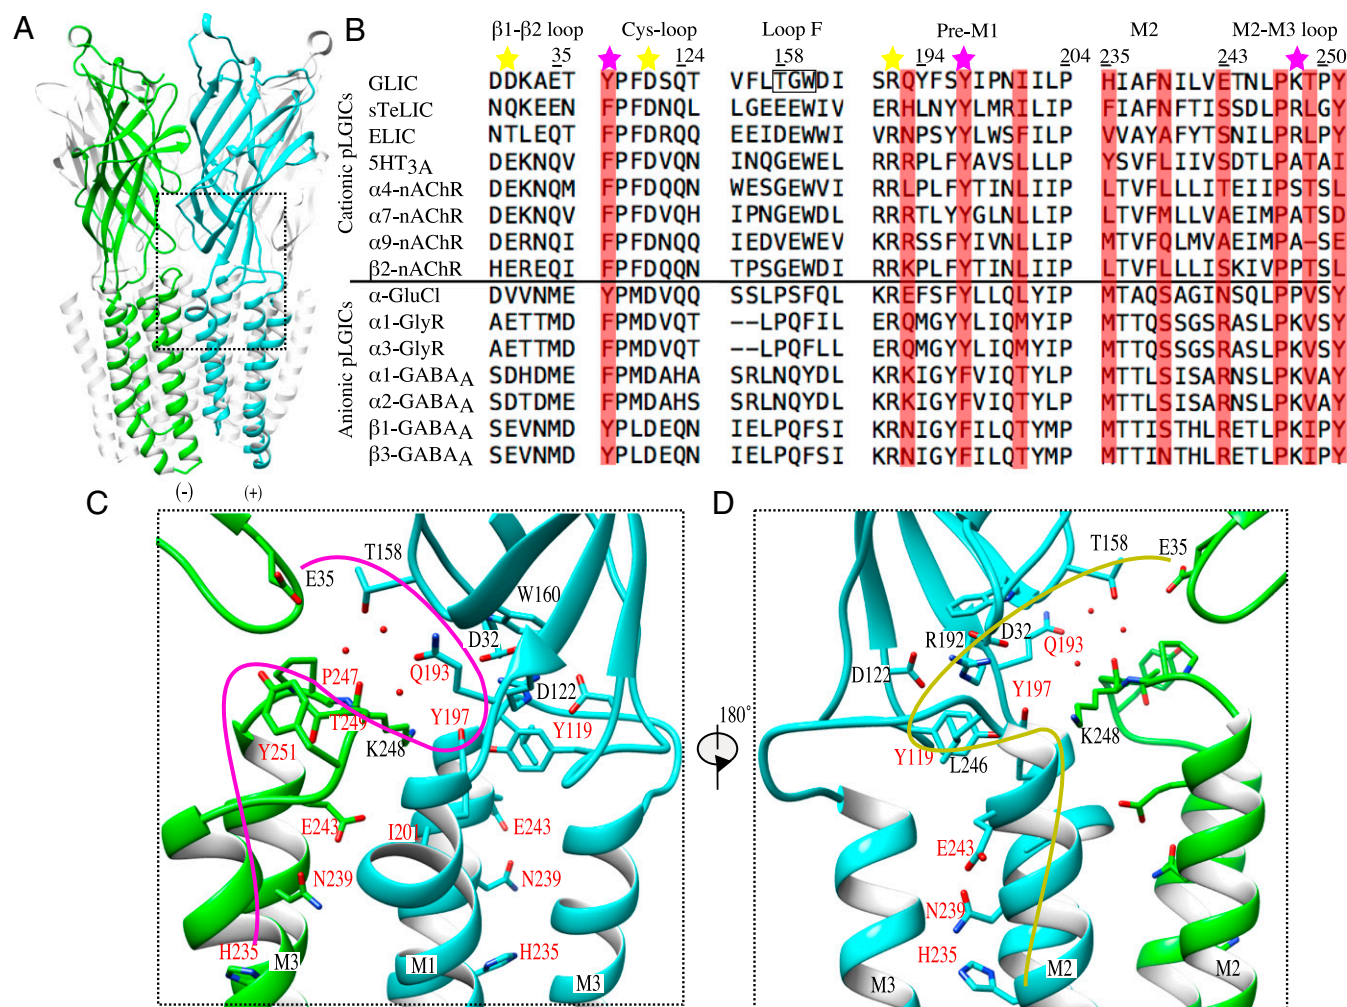 A
B
β1-β2 loop Cys-loop Loop F Pre-M1 M2 M2-M3 loop
35 124 158 194 204 235 243 250
Cationic pLGICs
GLIC DDKAET YPFDSQT VFLTGWDI SRQYFSYIPNIILP HIAFNILVETNLPKTPY
sTeLIC NQKEEN YPFDNQL LGEEEWIV ERHLNYYLMRILIP FIAFNFTISSDLPRLGY
ELIC NTLEQT FPFDRQQ EEIDEWWI VRNPSYYLWSFILP VVAYAFYTSNILPRLPY
5HT3A DEKNQV FPFDVQN INQGEWEL RRRPLFYAVSLLLP YSVFLIIVSDTLPATAI
α4-nAChR DEKNQM FPFDQQN WESGEWVI RRLPLFYTINLIIP LTVFLLLITEIIPSTSL
α7-nAChR DEKNQV FPFDVQH IPNGEWDL RRRTLYYGLNLLIP LTVFMLLVAEIMPATSD
α9-nAChR DERNQI FPFDNQQ IEDVEWEV KRRSSFYIVNLLIP MTVFQLMVAEIMPA-SE
β2-nAChR HEREQI FPFDQQN TPSGEWDI RRKPLFYTINLIIP LTVFLLLISKIVPPTSL
Anionic pLGICs
α-GluCl DVVNME YPMDVQQ SSLPSFQL KREFSFYLLQLYIP MTAQSAGINSQLPPVSY
α1-GlyR AETTMD FPMDVQT --LPQFIL ERQMGYYLIQMYIP MTTQSSGSRASLPKVSY
α3-GlyR AETTMD FPMDVQT --LPQFLL ERQMGYYLIQMYIP MTTQSSGSRASLPKVSY
α1-GABAA SDHDME FPMDAHA SRLNQYDL KRKIGYFVIQTYLP MTTLSISARNSLPKVAY
α2-GABAA SDTDME FPMDAHS SRLNQYDL KRKIGYFVIQTYLP MTTLSISARNSLPKVAY
β1-GABAA SEVNMD YPLDEQN IELPQFSI KRNIGYFILQTYMP MTTISTHLRETLPKIPY
β3-GABAA SEVNMD YPLDEQN IELPQFSI KRNIGYFILQTYMP MTTINTHLRETLPKIPY
(-) (+)
C
T158
E35
W160
D32
Q193
P247
D122
T249
Y197
Y119
Y251
K248
E243
I201
E243
N239
N239
H235
M3
M1
H235
M3
180°
D
T158
E35
R192
D32
Q193
D122
Y197
Y119
L246
K248
E243
N239
H235
M3
M2
M2